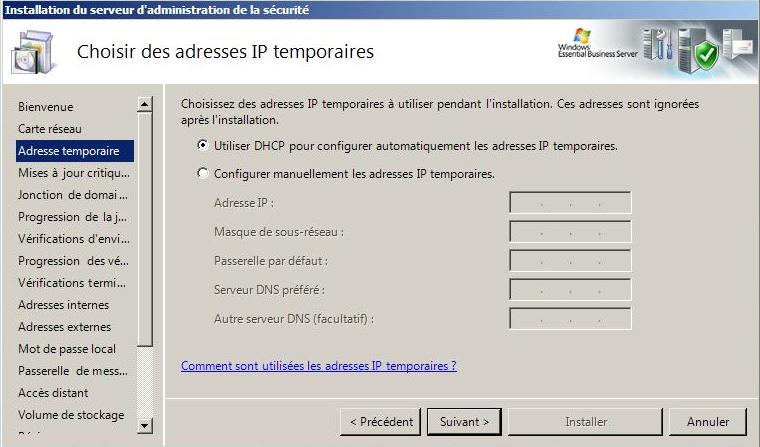 Installation du serveur d'administration de la sécurité
Choisir des adresses IP temporaires
Windows
Essential Business Server
Bienvenue
Carte réseau
Adresse temporaire
Mises à jour critiqu...
Jonction de domai...
Progression de la j...
Vérifications d'envi...
Progression des vé...
Vérifications termi...
Adresses internes
Adresses externes
Mot de passe local
Passerelle de mess...
Accès distant
Volume de stockage
Choisissez des adresses IP temporaires à utiliser pendant l'installation. Ces adresses sont ignorées
après l'installation.
Utiliser DHCP pour configurer automatiquement les adresses IP temporaires.
Configurer manuellement les adresses IP temporaires.
Adresse IP :
Masque de sous-réseau :
Passerelle par défaut :
Serveur DNS préféré :
Autre serveur DNS (facultatif) :
Comment sont utilisées les adresses IP temporaires ?
< Précédent
Suivant >
Installer
Annuler